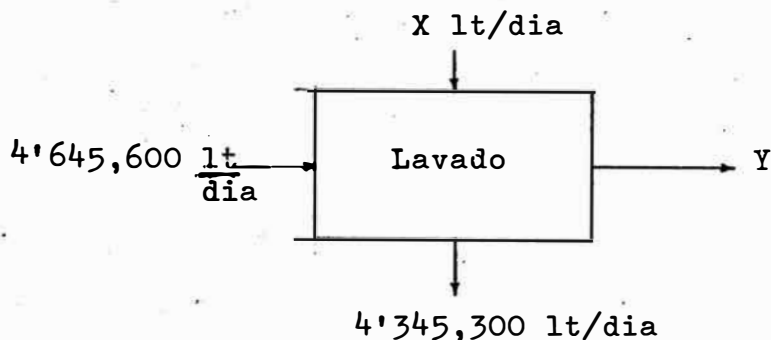 X lt/dia
4'645,600 lt
dia
Lavado
Y
4'345,300 lt/dia